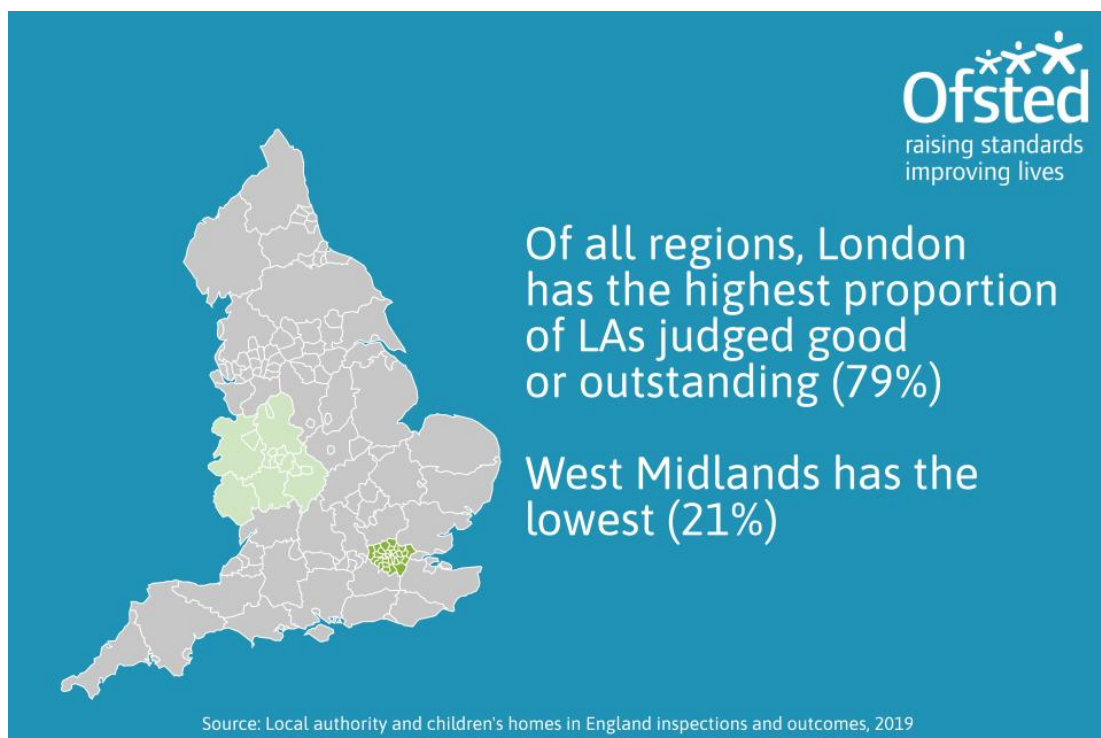 Ofsted
raising standards
improving lives
Of all regions, London
has the highest proportion
of LAs judged good
or outstanding (79%)
West Midlands has the
lowest (21%)
Source: Local authority and children's homes in England inspections and outcomes, 2019